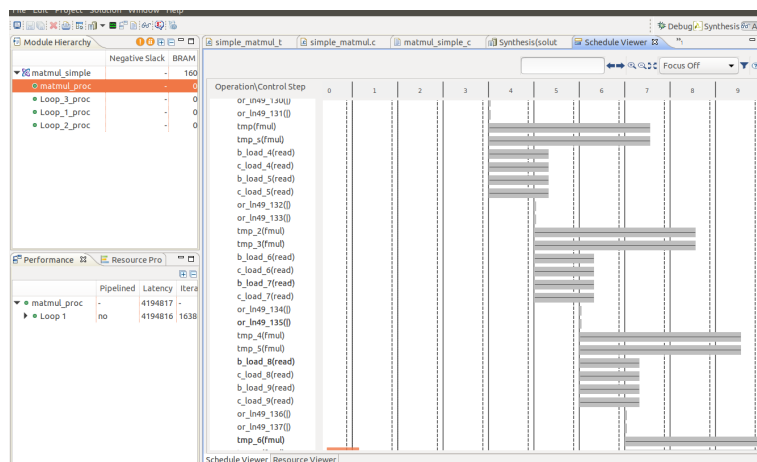 File Edit Project Solution Window Help
Debug Synthesis
Module Hierarchy
Negative Slack BRAM
matmul_simple - 160
matmul_proc - 0
Loop_3_proc - 0
Loop_1_proc - 0
Loop_2_proc - 0
Performance Resource Pro
Pipelined Latency Itera
matmul_proc - 4194817 -
Loop 1 no 4194816 1638
simple_matmul_t simple_matmul.c matmul_simple_c Synthesis(solut Schedule Viewer
Focus Off
Operation\Control Step 0 1 2 3 4 5 6 7 8 9
or_ln49_130(|)
or_ln49_131(|)
tmp(fmul)
tmp_s(fmul)
b_load_4(read)
c_load_4(read)
b_load_5(read)
c_load_5(read)
or_ln49_132(|)
or_ln49_133(|)
tmp_2(fmul)
tmp_3(fmul)
b_load_6(read)
c_load_6(read)
b_load_7(read)
c_load_7(read)
or_ln49_134(|)
or_ln49_135(|)
tmp_4(fmul)
tmp_5(fmul)
b_load_8(read)
c_load_8(read)
b_load_9(read)
c_load_9(read)
or_ln49_136(|)
or_ln49_137(|)
tmp_6(fmul)
Schedule Viewer Resource Viewer